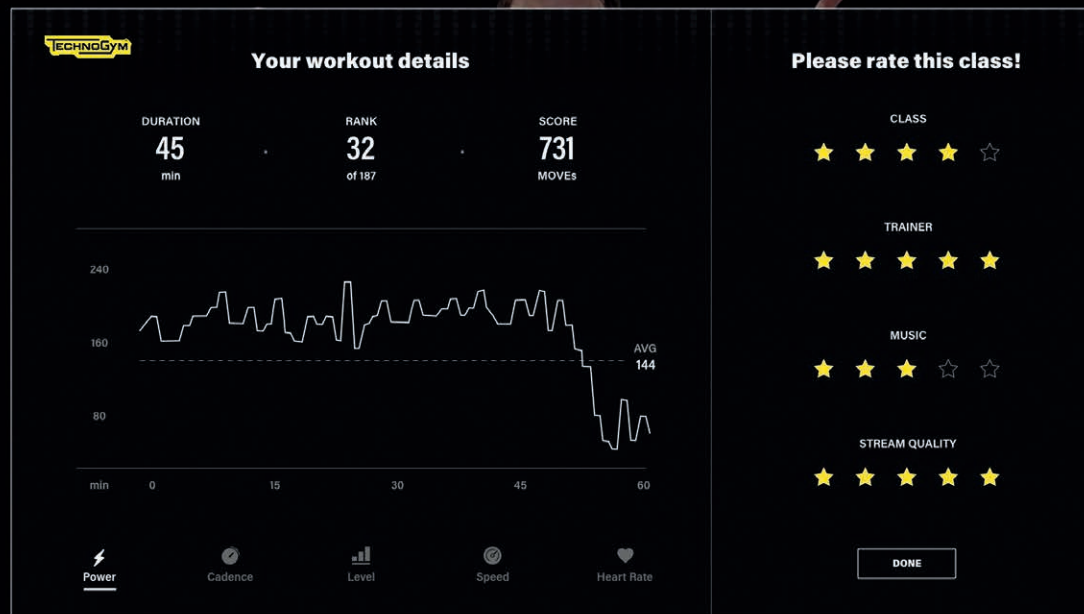 TECHNOGYM
Your workout details
DURATION
45
min
RANK
32
of 187
SCORE
731
MOVEs
240
160
80
AVG
144
min 0 15 30 45 60
Power Cadence Level Speed Heart Rate
Please rate this class!
CLASS
TRAINER
MUSIC
STREAM QUALITY
DONE